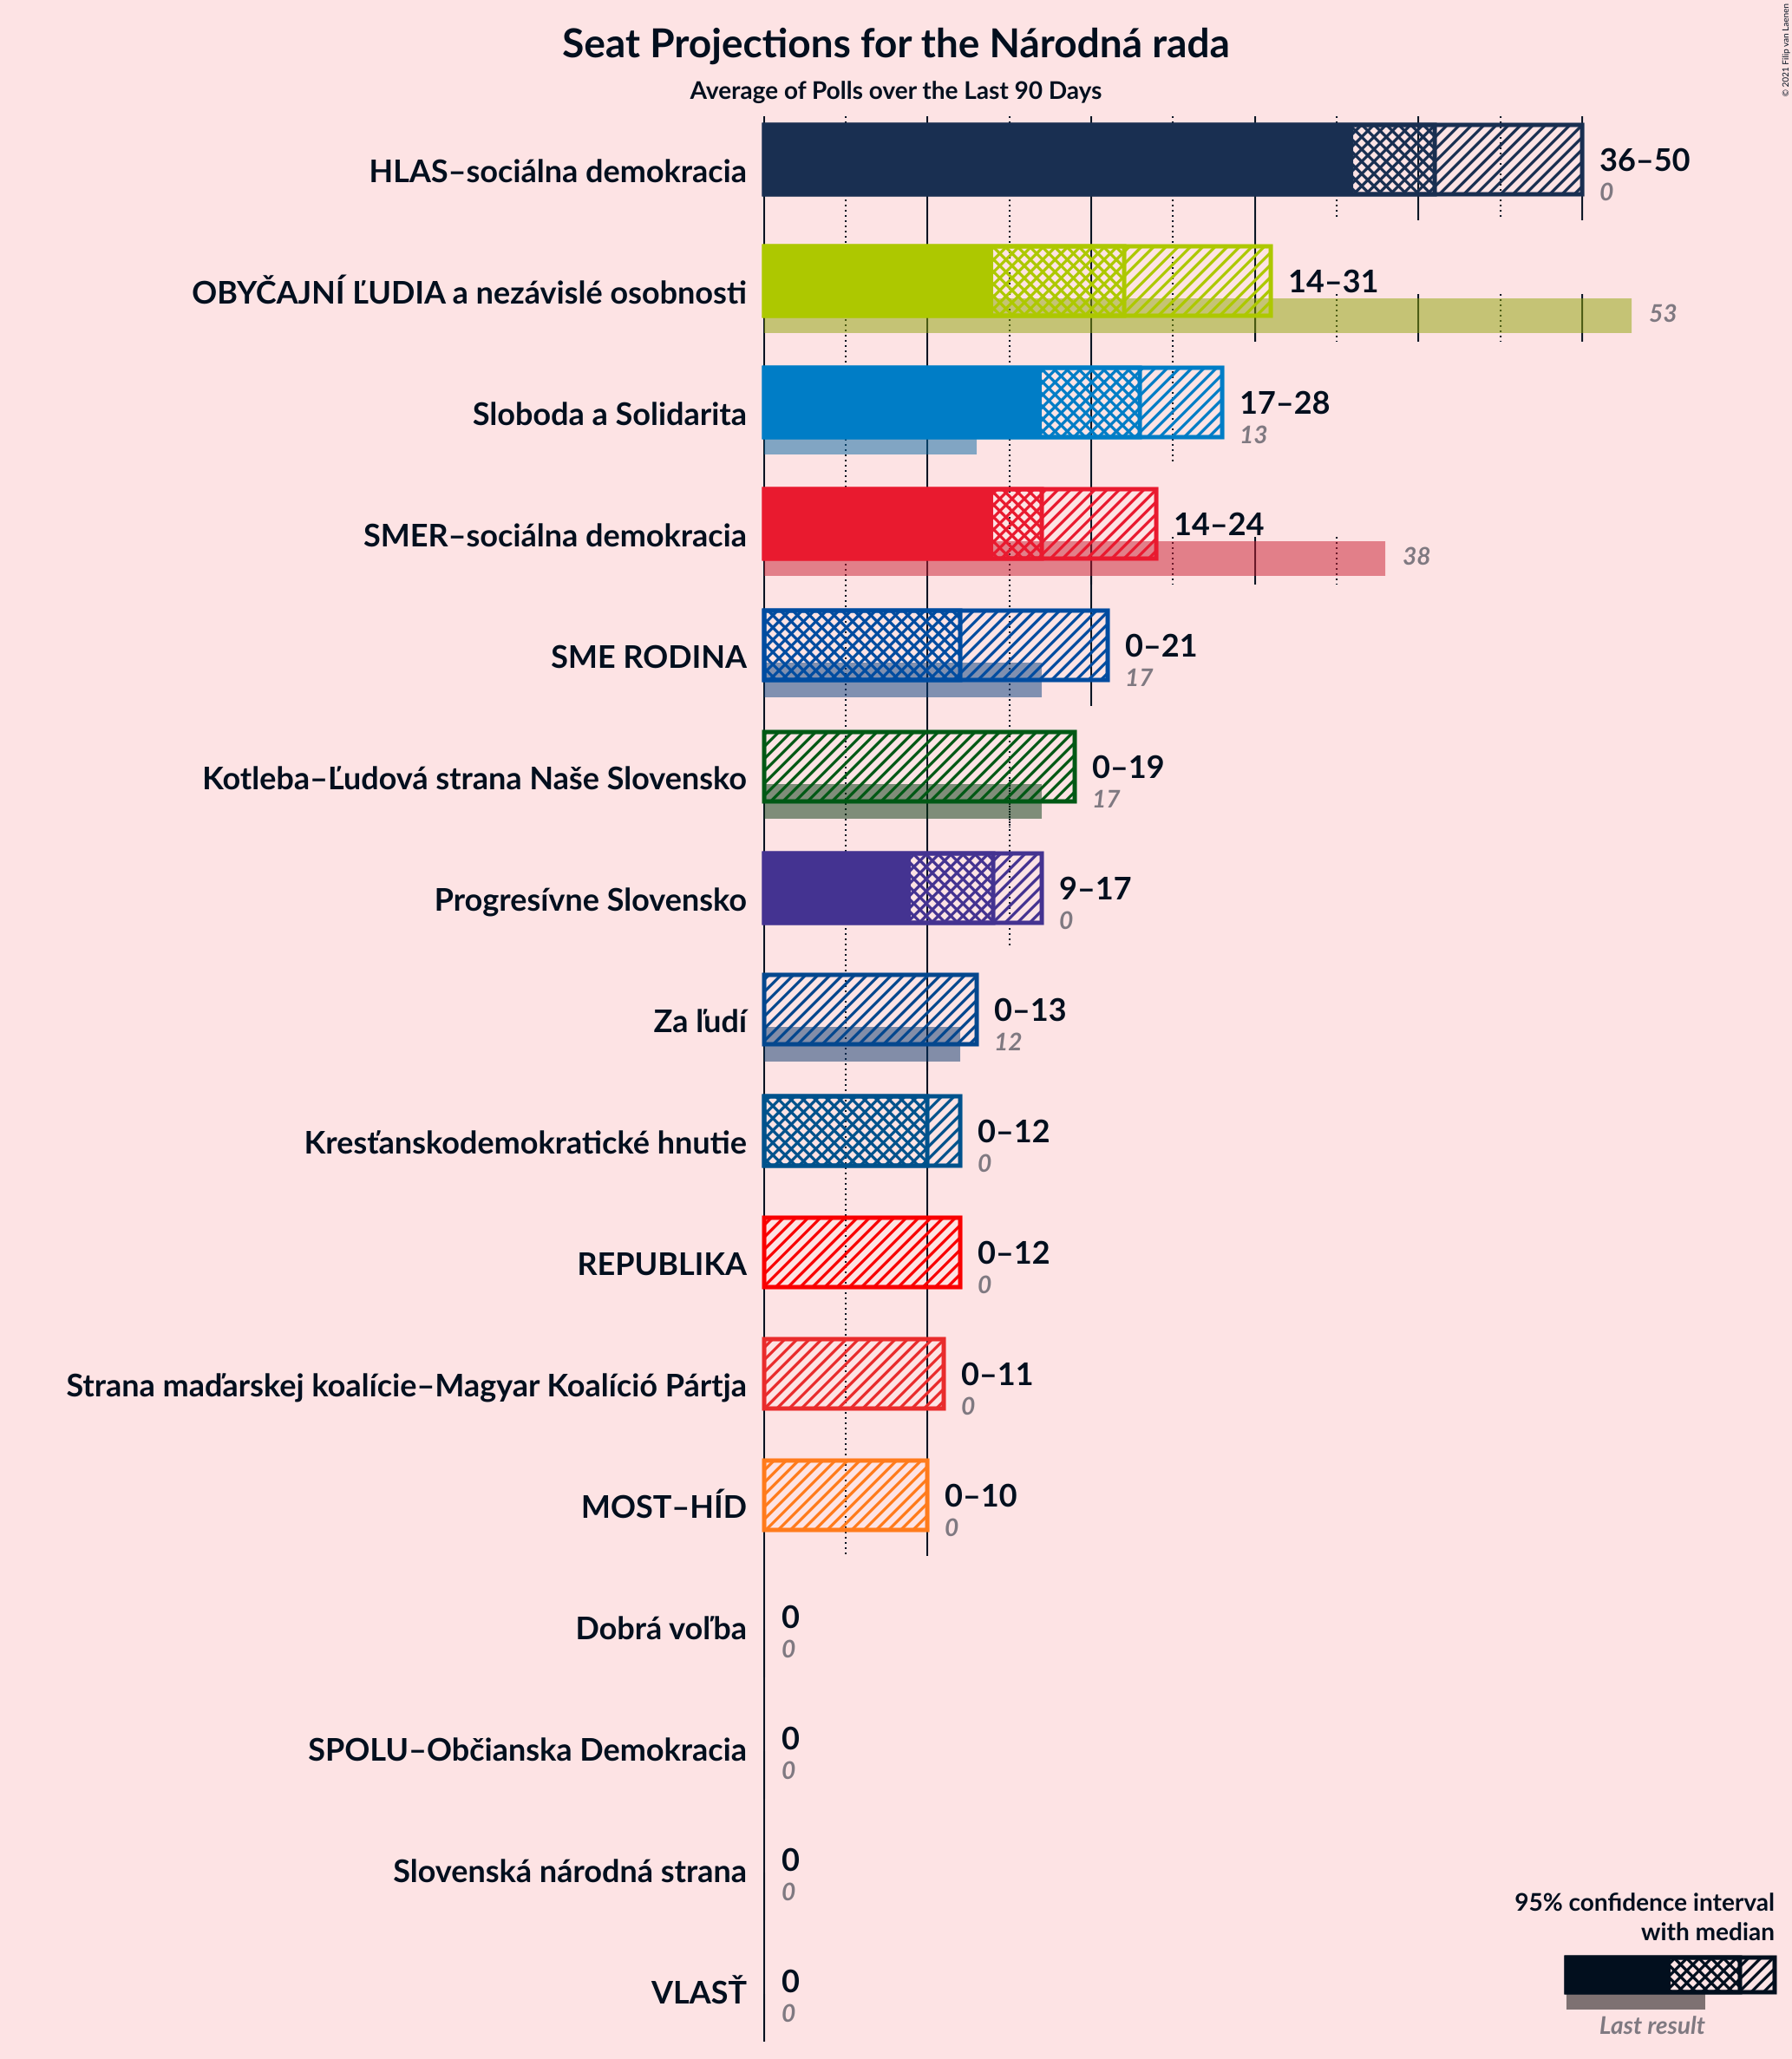 Seat Projections for the Národná rada
Average of Polls over the Last 90 Days
© 2021 Filip van Laenen
HLAS–sociálna demokracia
36–50
0
OBYČAJNÍ ĽUDIA a nezávislé osobnosti
14–31
53
Sloboda a Solidarita
17–28
13
SMER–sociálna demokracia
14–24
38
SME RODINA
0–21
17
Kotleba–Ľudová strana Naše Slovensko
0–19
17
Progresívne Slovensko
9–17
0
Za ľudí
0–13
12
Kresťanskodemokratické hnutie
0–12
0
REPUBLIKA
0–12
0
Strana maďarskej koalície–Magyar Koalíció Pártja
0–11
0
MOST–HÍD
0–10
0
Dobrá voľba
0
0
SPOLU–Občianska Demokracia
0
0
Slovenská národná strana
0
0
VLASŤ
0
0
95% confidence interval
with median
Last result